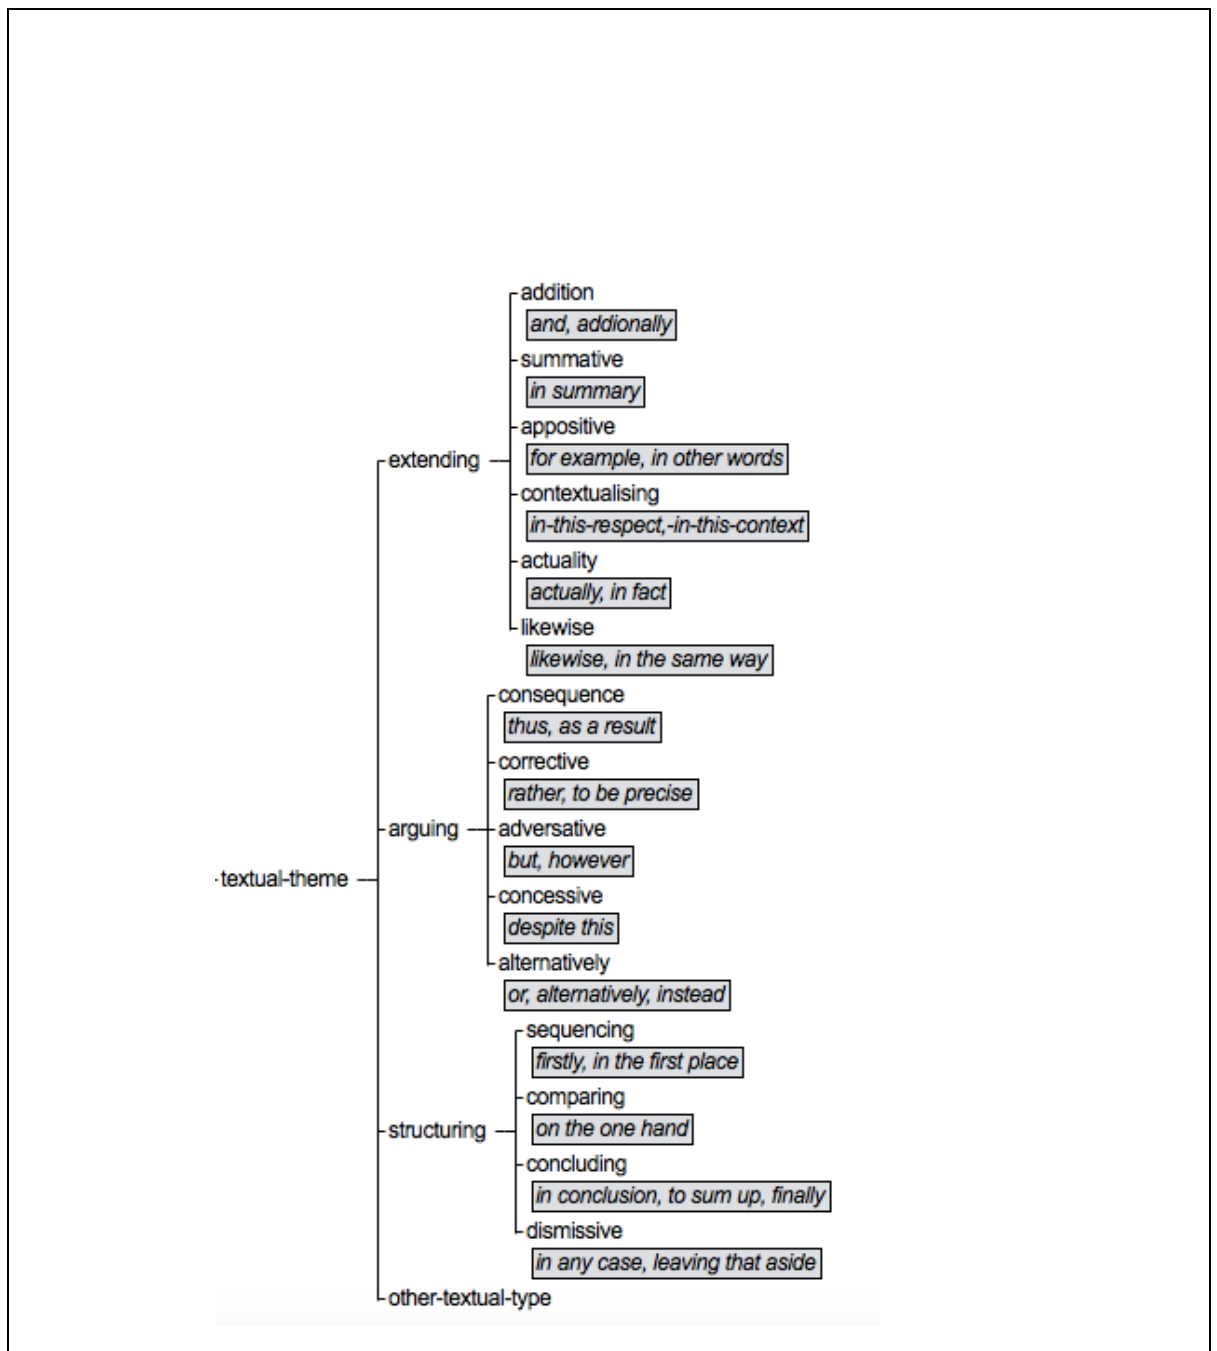 addition
and, addionally
summative
in summary
appositive
for example, in other words
extending
contextualising
in-this-respect,-in-this-context
actuality
actually, in fact
likewise
likewise, in the same way
consequence
thus, as a result
corrective
rather, to be precise
arguing
adversative
but, however
textual-theme
concessive
despite this
alternatively
or, alternatively, instead
sequencing
firstly, in the first place
comparing
on the one hand
structuring
concluding
in conclusion, to sum up, finally
dismissive
in any case, leaving that aside
other-textual-type